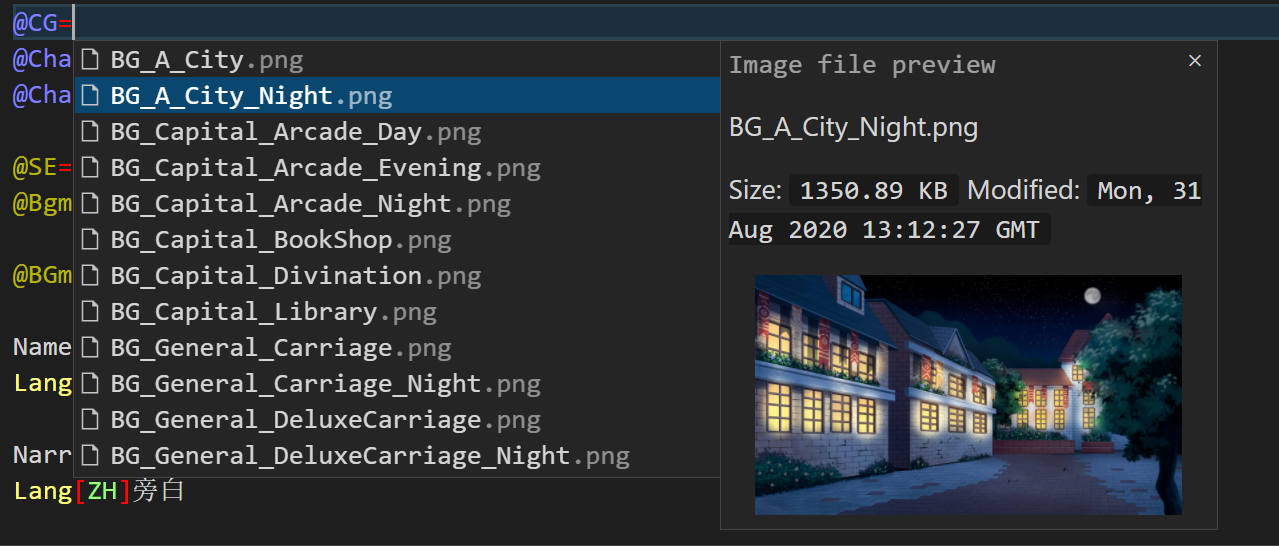 @CG=
@Cha
@Cha
@SE=
@Bgm
@BGm
Name
Lang
Narr
Lang[ZH]旁白
BG_A_City.png
BG_A_City_Night.png
BG_Capital_Arcade_Day.png
BG_Capital_Arcade_Evening.png
BG_Capital_Arcade_Night.png
BG_Capital_BookShop.png
BG_Capital_Divination.png
BG_Capital_Library.png
BG_General_Carriage.png
BG_General_Carriage_Night.png
BG_General_DeluxeCarriage.png
BG_General_DeluxeCarriage_Night.png
Image file preview ×
BG_A_City_Night.png
Size: 1350.89 KB Modified: Mon, 31
Aug 2020 13:12:27 GMT